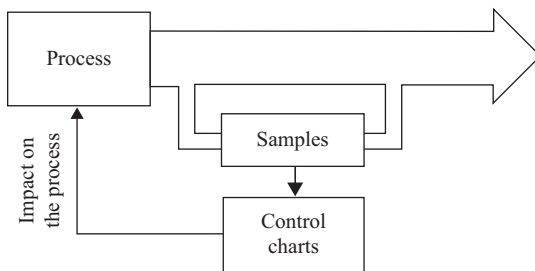 Process
Samples
Impact on
the process
Control
charts